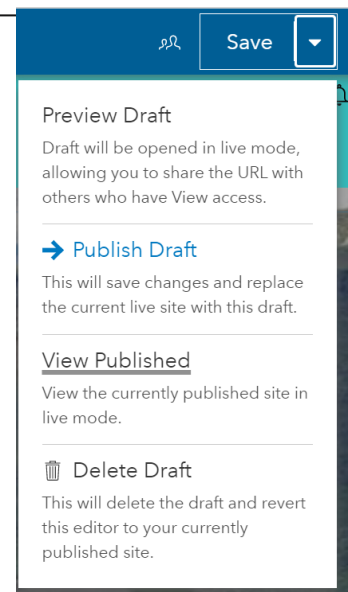 Save
Preview Draft
Draft will be opened in live mode,
allowing you to share the URL with
others who have View access.
Publish Draft
This will save changes and replace
the current live site with this draft.
View Published
View the currently published site in
live mode.
Delete Draft
This will delete the draft and revert
this editor to your currently
published site.